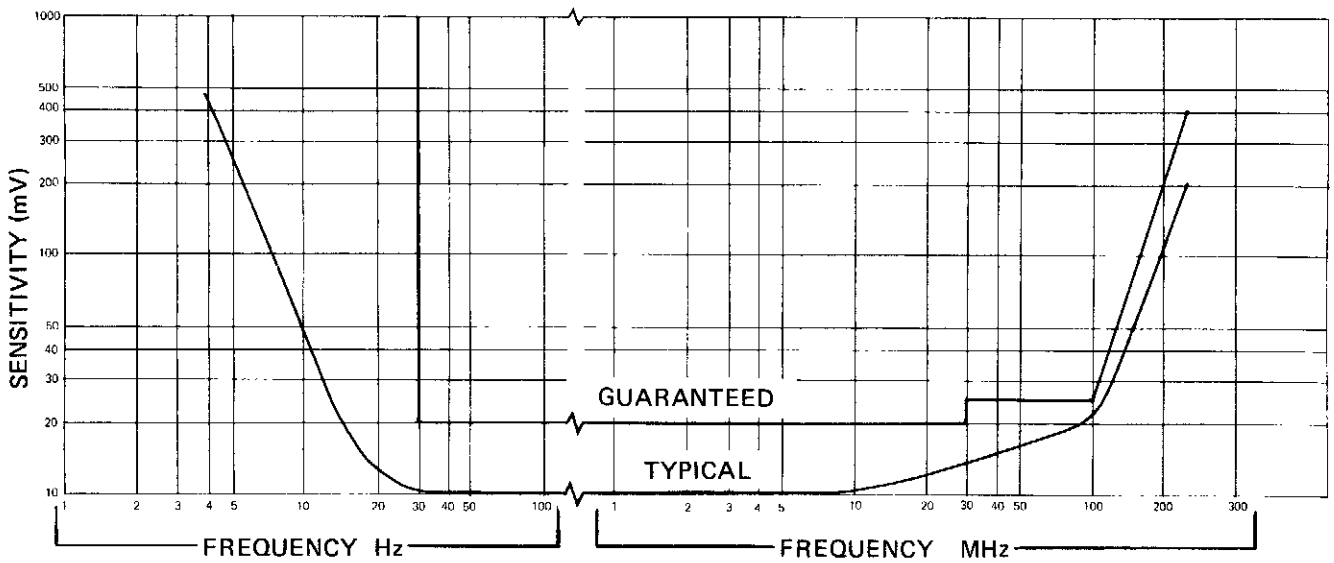 1000
500
400
300
200
100
50
40
30
20
10
SENSITIVITY (mV)
GUARANTEED
TYPICAL
1 2 3 4 5 10 20 30 40 50 100
1 2 3 4 5 10 20 30 40 50 100 200 300
FREQUENCY Hz
FREQUENCY MHz